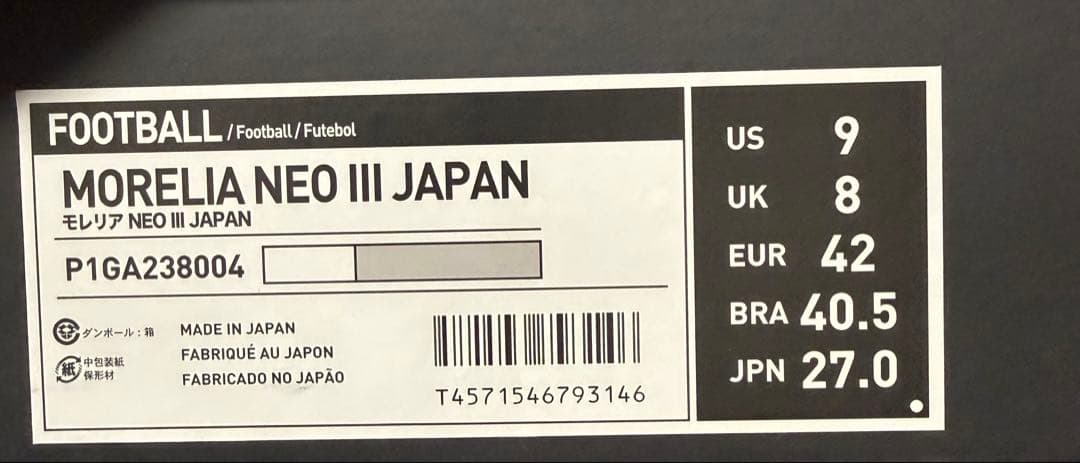 FOOTBALL / Football / Futebol
MORELIA NEO III JAPAN
モレリア NEO III JAPAN
P1GA238004
ダンボール：箱
紙
中包装紙
保形材
MADE IN JAPAN
FABRIQUÉ AU JAPON
FABRICADO NO JAPÃO
T4571546793146
US 9
UK 8
EUR 42
BRA 40.5
JPN 27.0